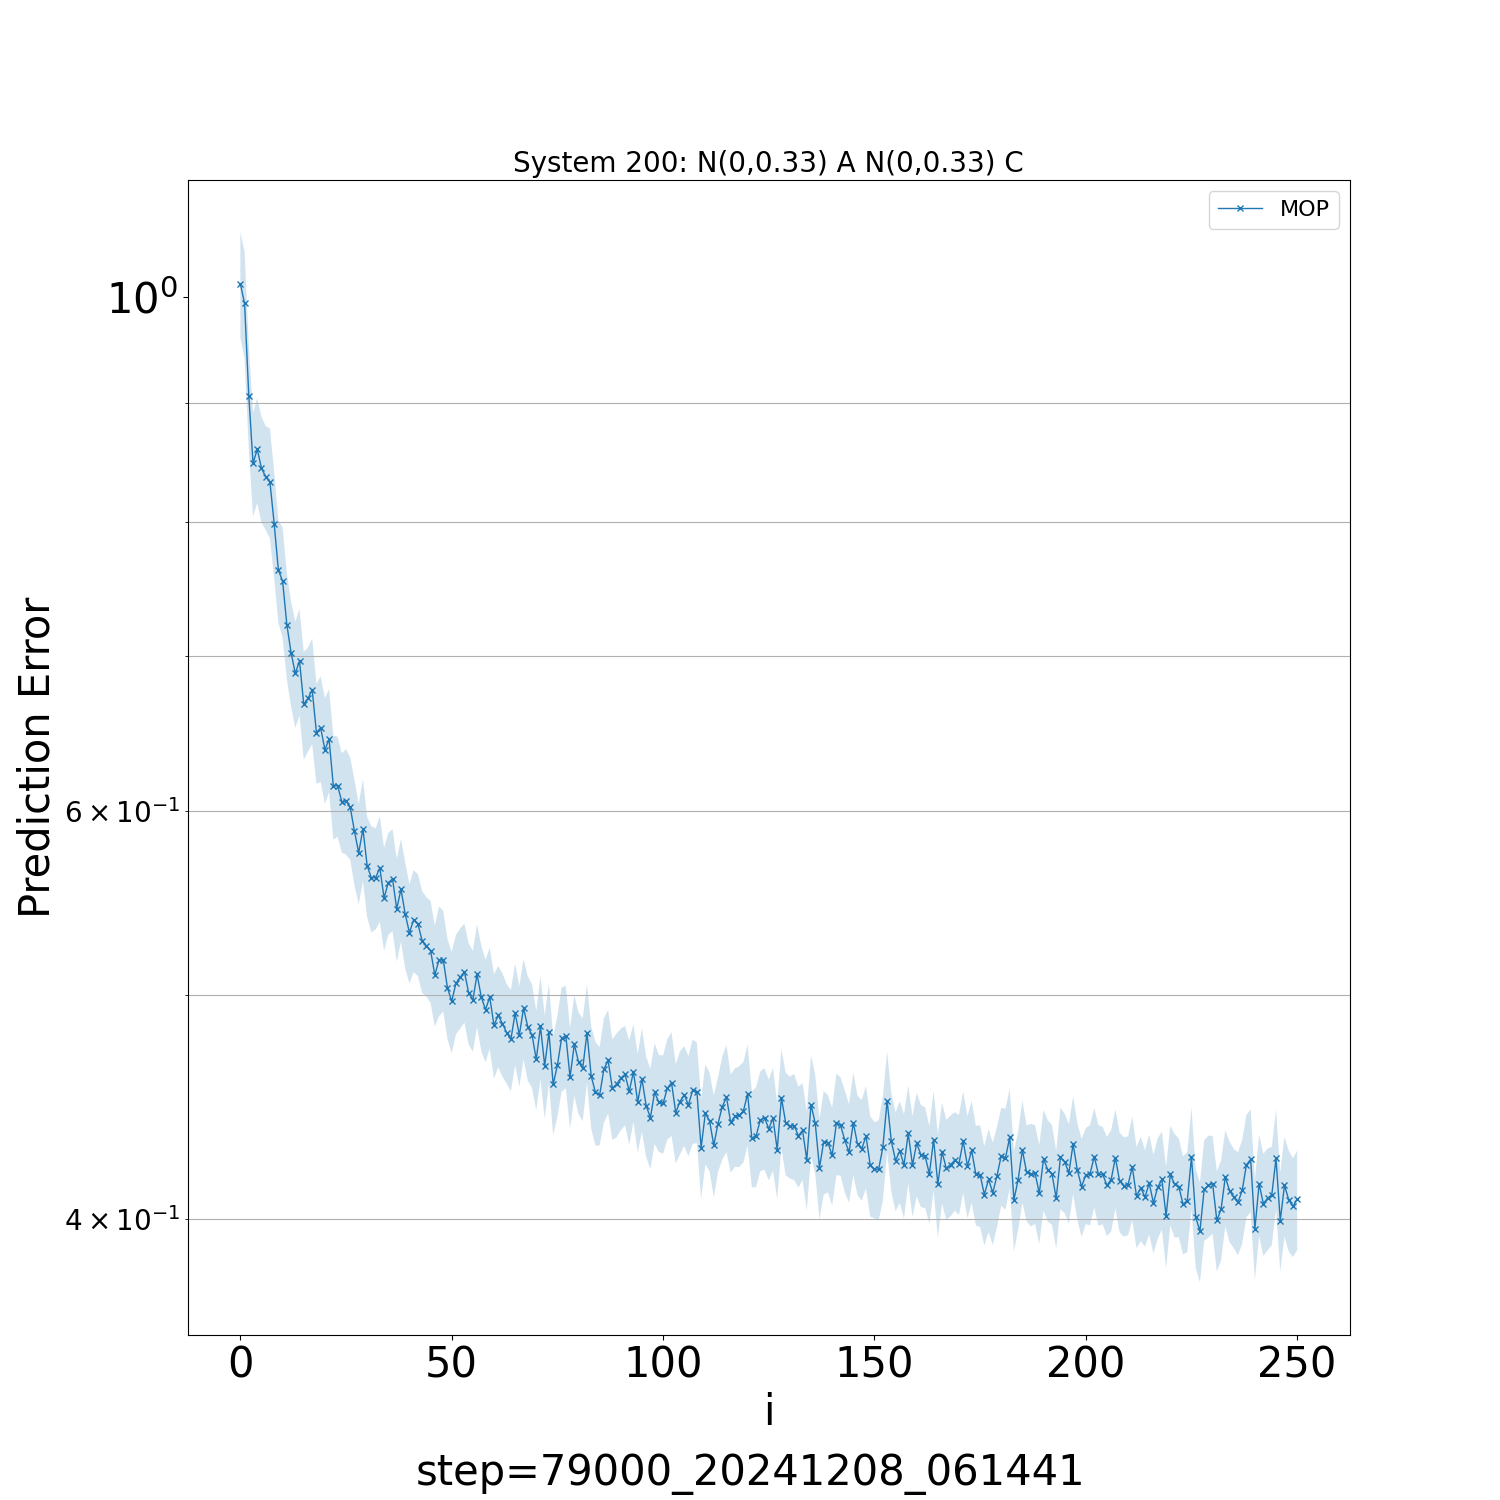 System 200: N(0,0.33) A N(0,0.33) C
MOP
10⁰
6 × 10⁻¹
4 × 10⁻¹
Prediction Error
0 50 100 150 200 250
i
step=79000_20241208_061441